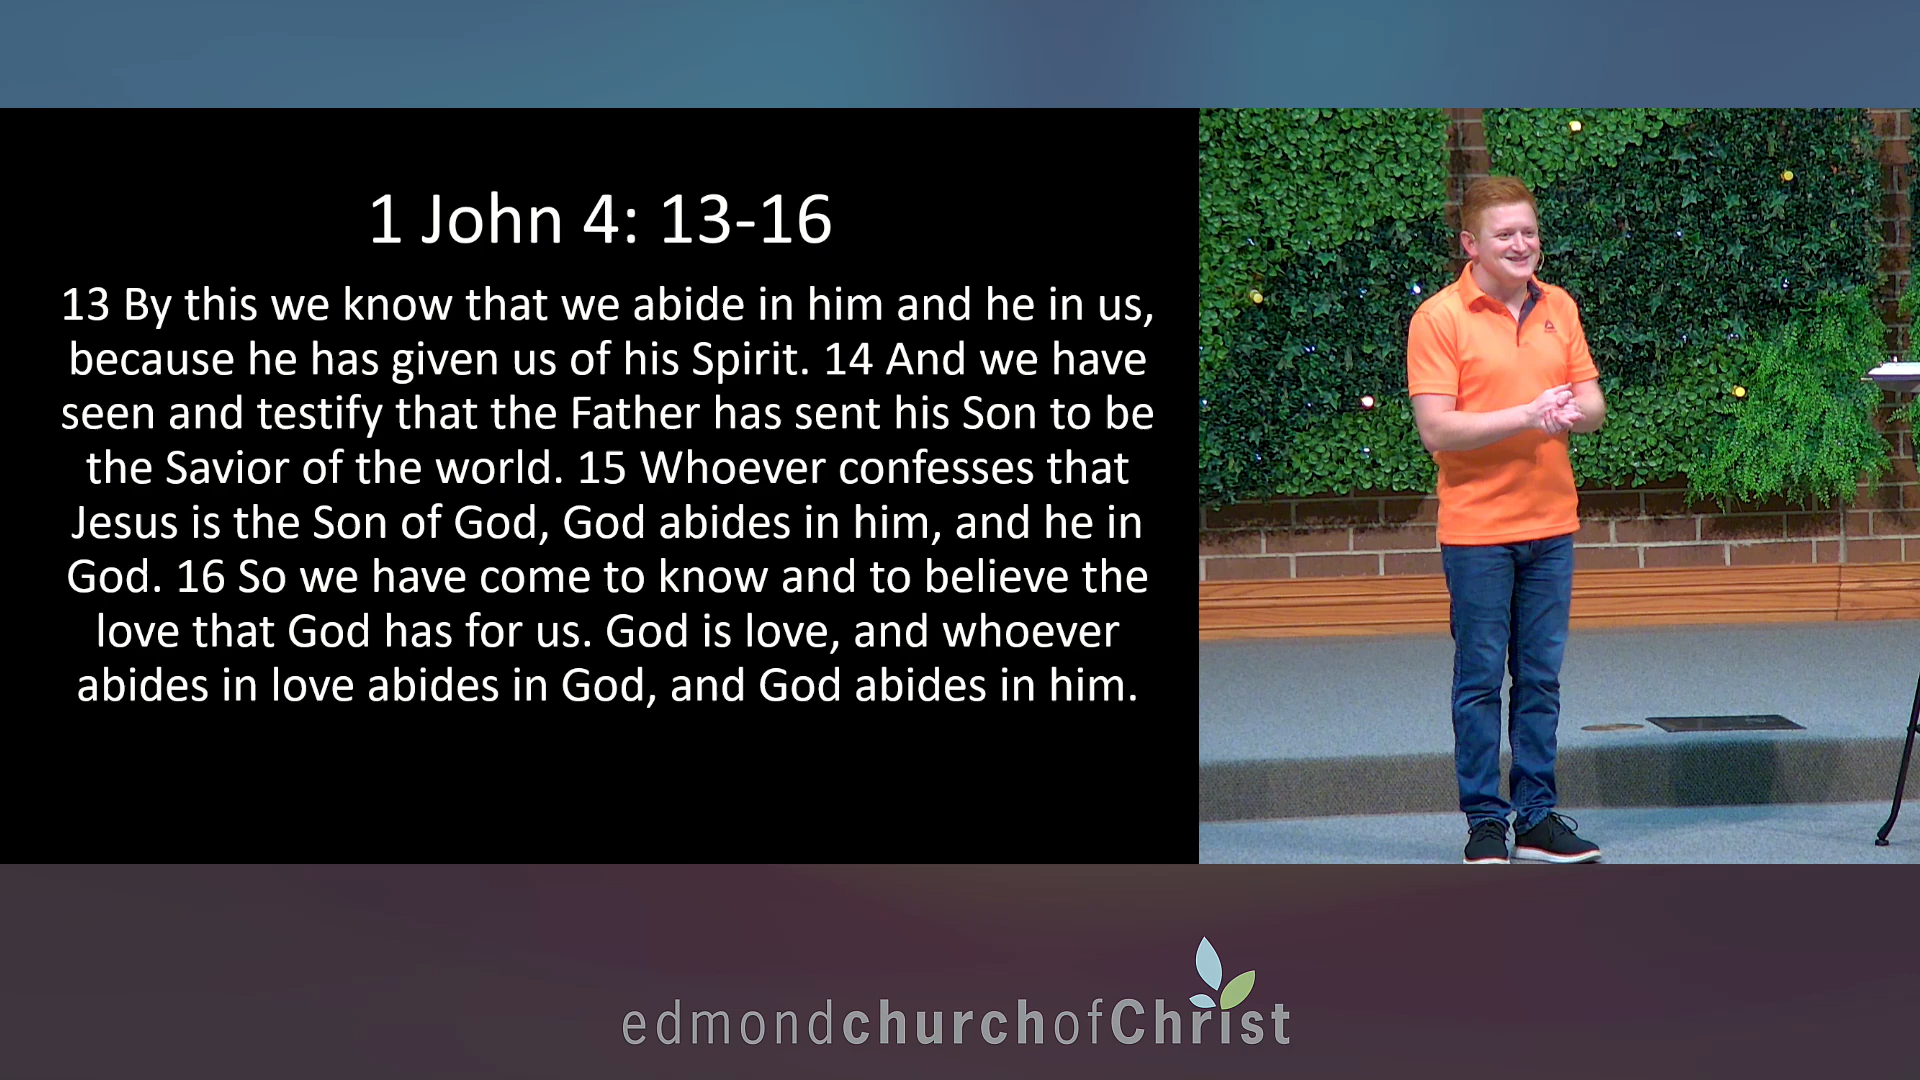 1 John 4: 13-16
13 By this we know that we abide in him and he in us,
because he has given us of his Spirit. 14 And we have
seen and testify that the Father has sent his Son to be
the Savior of the world. 15 Whoever confesses that
Jesus is the Son of God, God abides in him, and he in
God. 16 So we have come to know and to believe the
love that God has for us. God is love, and whoever
abides in love abides in God, and God abides in him.
edmondchurchofChrist